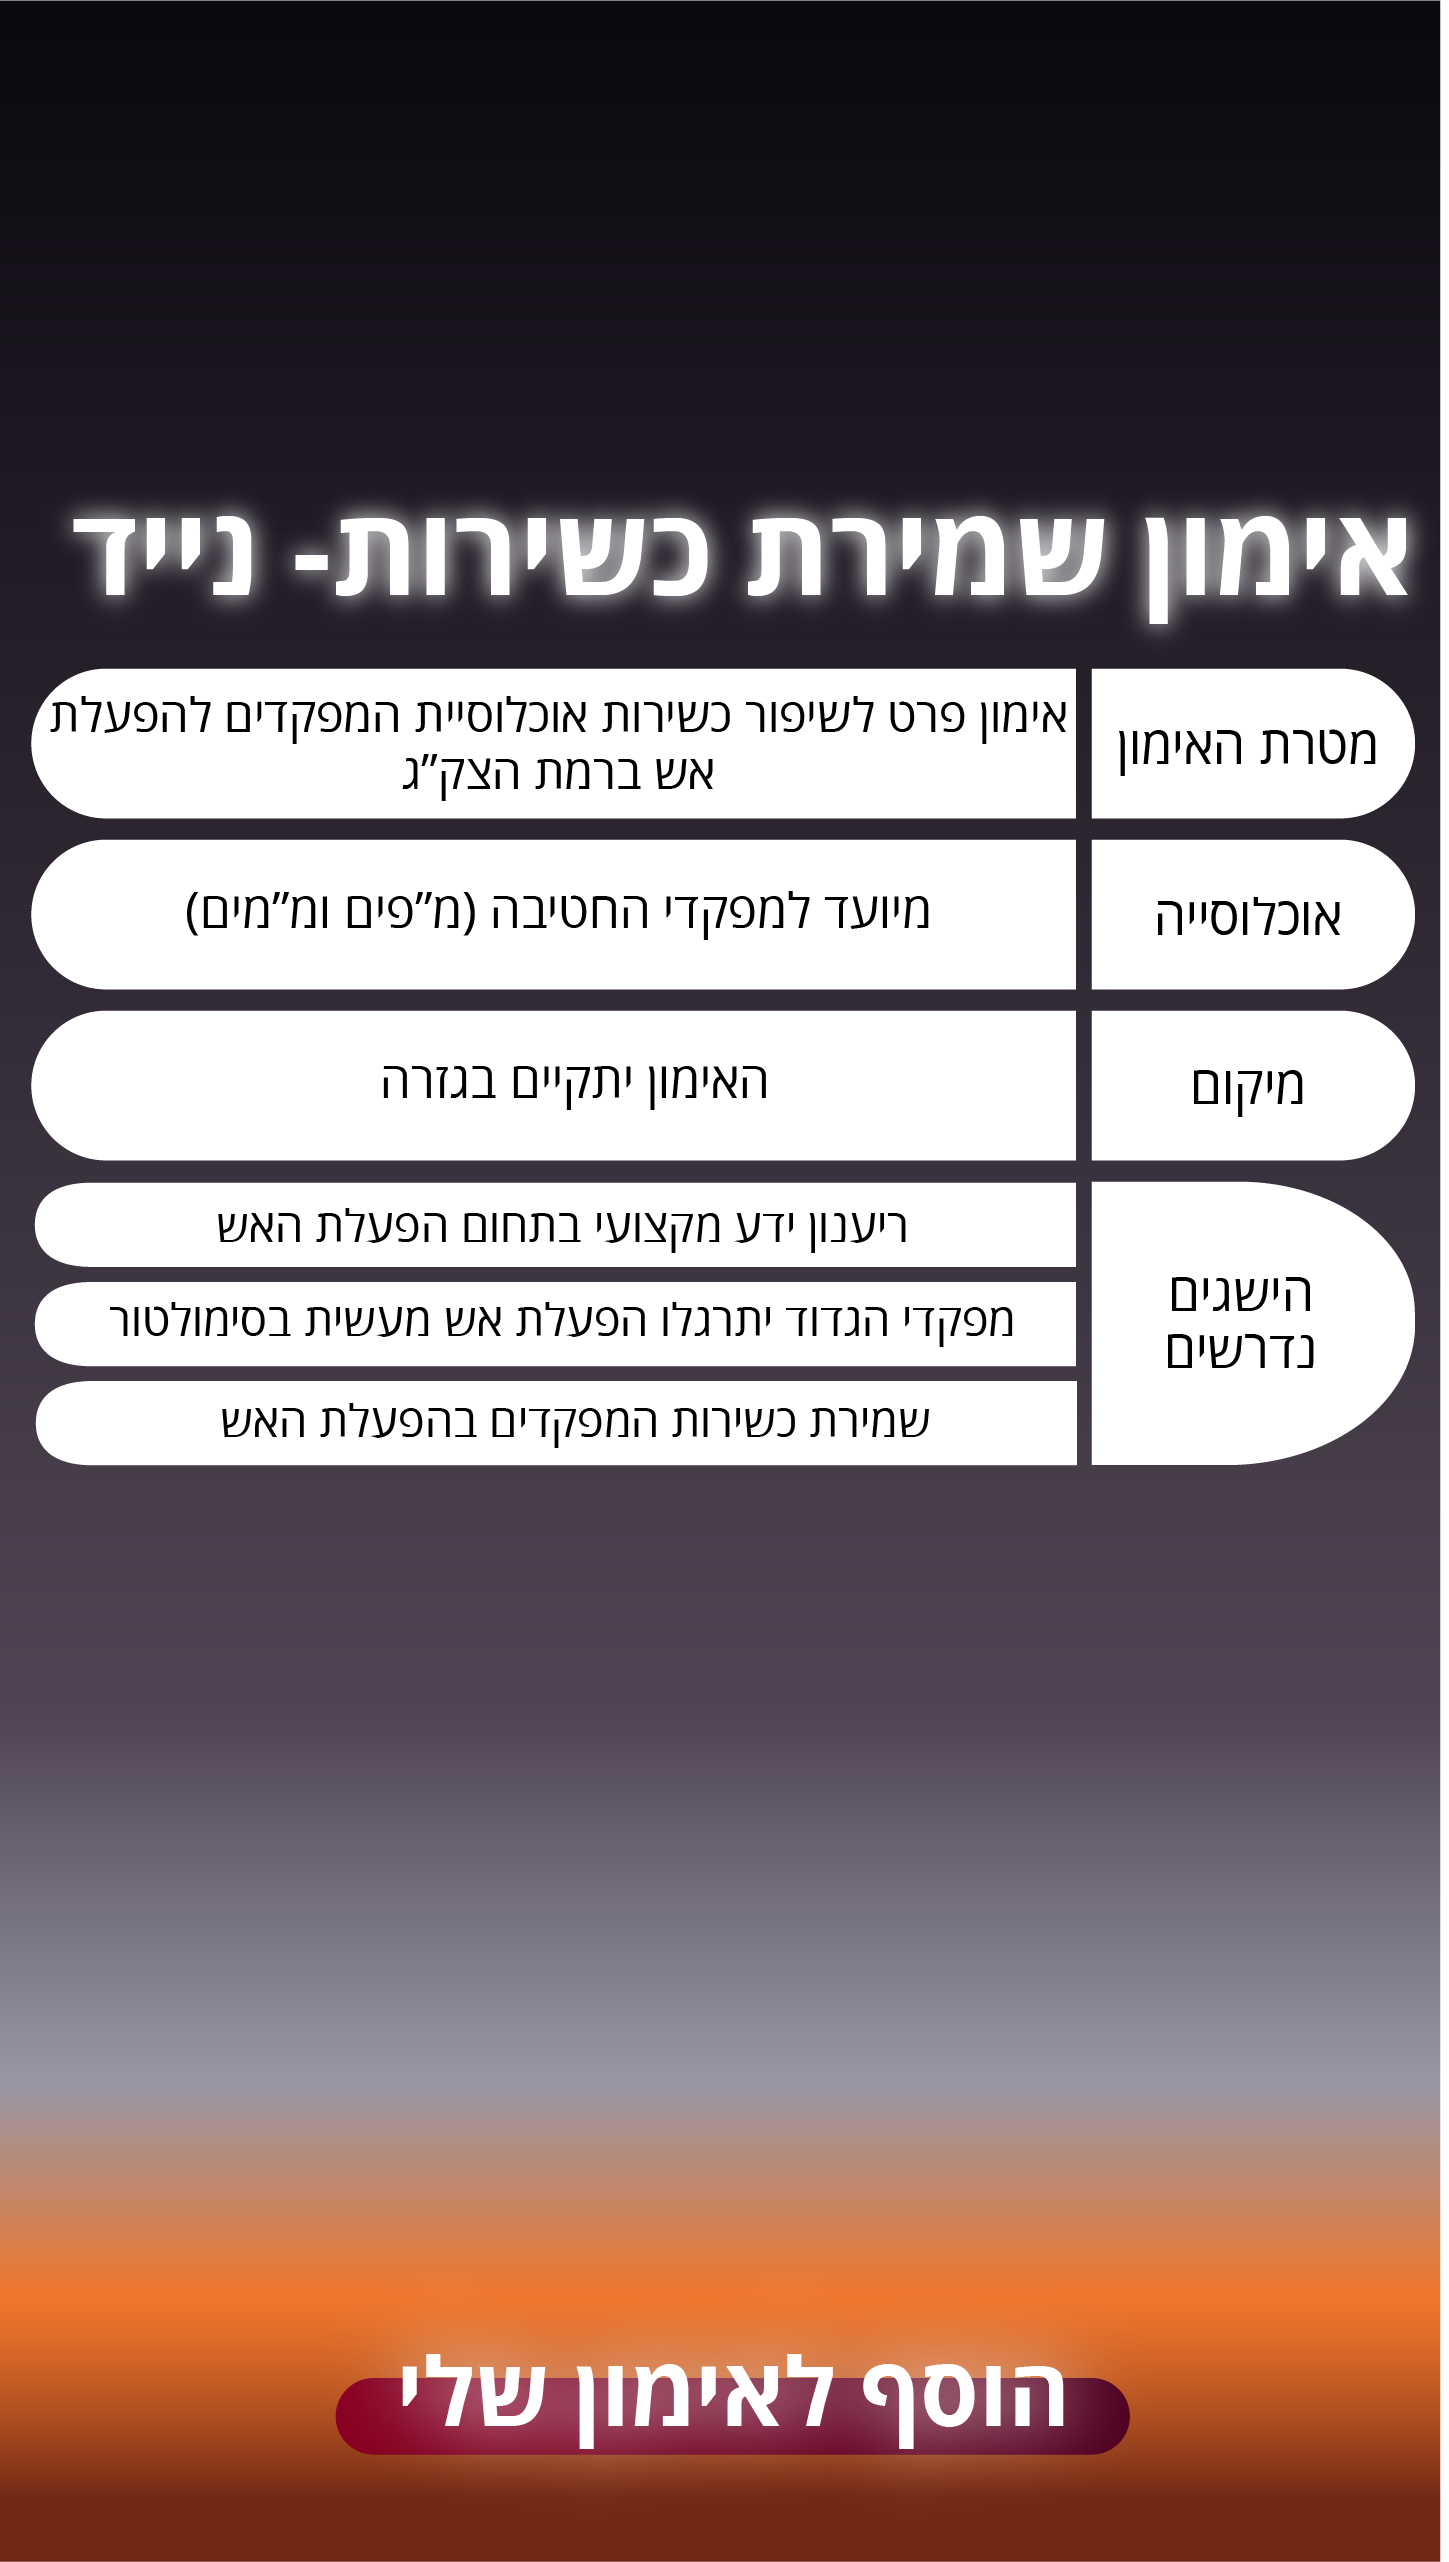 אימון שמירת כשירות- נייד
מטרת האימון
אימון פרט לשיפור כשירות אוכלוסיית המפקדים להפעלת
אש ברמת הצק״ג
אוכלוסייה
מיועד למפקדי החטיבה (מ״פים ומ״מים)
מיקום
האימון יתקיים בגזרה
הישגים
נדרשים
ריענון ידע מקצועי בתחום הפעלת האש
מפקדי הגדוד יתרגלו הפעלת אש מעשית בסימולטור
שמירת כשירות המפקדים בהפעלת האש
הוסף לאימון שלי